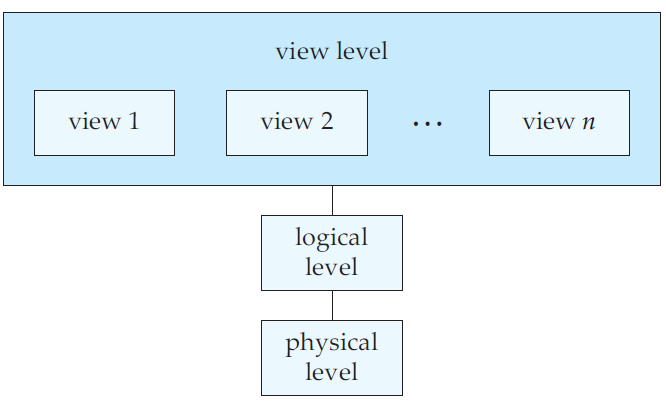 view level
view 1
view 2
...
view n
logical
level
physical
level